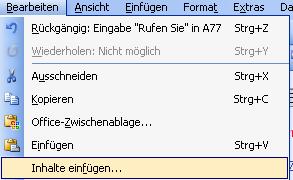 Bearbeiten Ansicht Einfügen Format Extras Da
Rückgängig: Eingabe "Rufen Sie" in A77 Strg+Z
Wiederholen: Nicht möglich Strg+Y
Ausschneiden Strg+X
Kopieren Strg+C
Office-Zwischenablage...
Einfügen Strg+V
Inhalte einfügen...